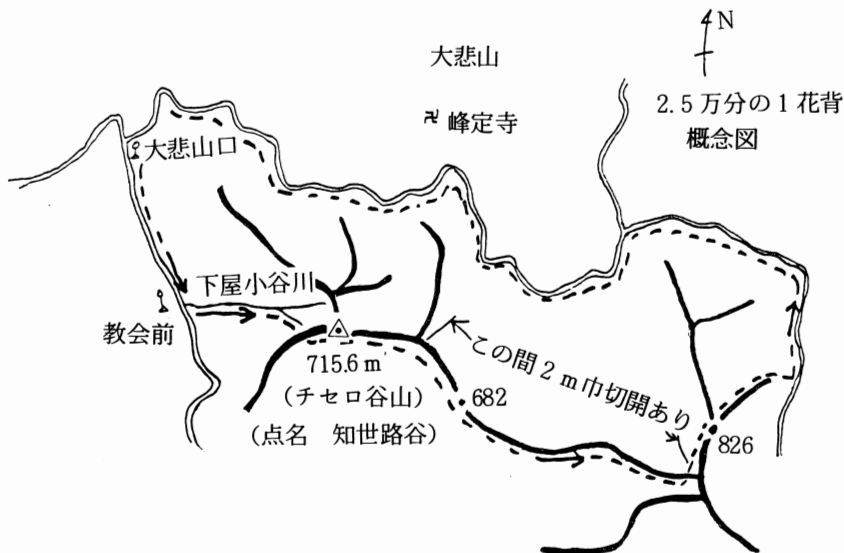 N
大悲山
2.5万分の1花背
概念図
卍 峰定寺
大悲山口
下屋小谷川
教会前
715.6m
(チセロ谷山)
(点名 知世路谷)
この間2m巾切開あり
682
826